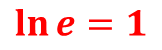 ln e = 1